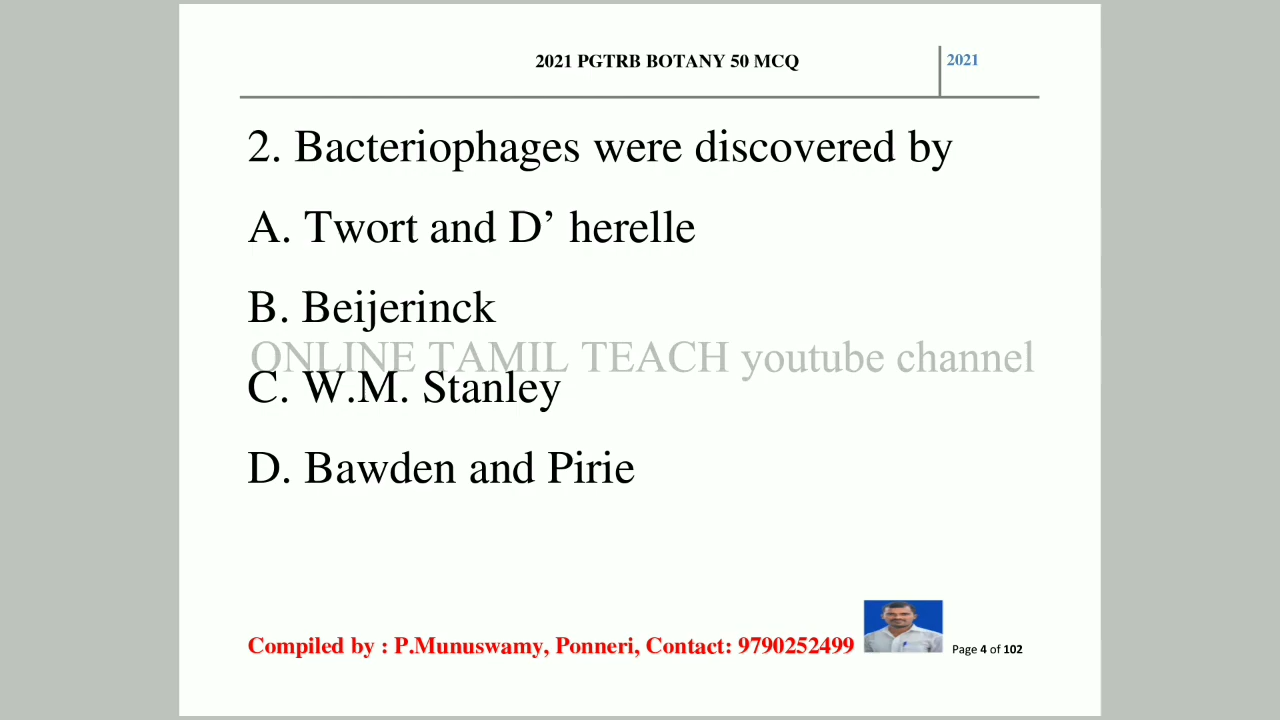 2021 PGTRB BOTANY 50 MCQ 2021
2. Bacteriophages were discovered by
A. Twort and D’ herelle
B. Beijerinck
ONLINE TAMIL TEACH youtube channel
C. W.M. Stanley
D. Bawden and Pirie
Compiled by : P.Munuswamy, Ponneri, Contact: 9790252499 Page 4 of 102